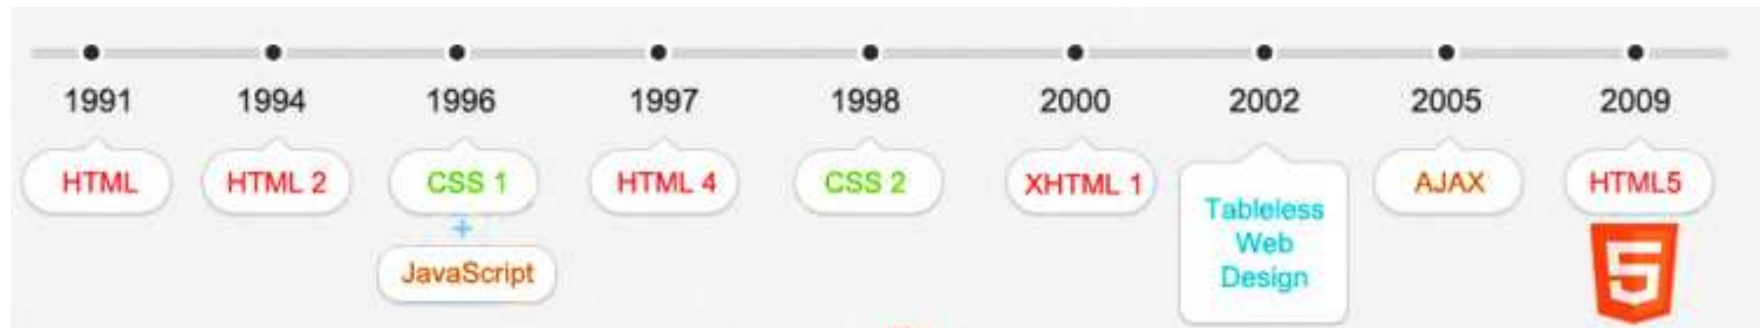 1991 1994 1996 1997 1998 2000 2002 2005 2009
HTML HTML 2 CSS 1 HTML 4 CSS 2 XHTML 1 AJAX HTML5
+
JavaScript
Tableless
Web
Design
5